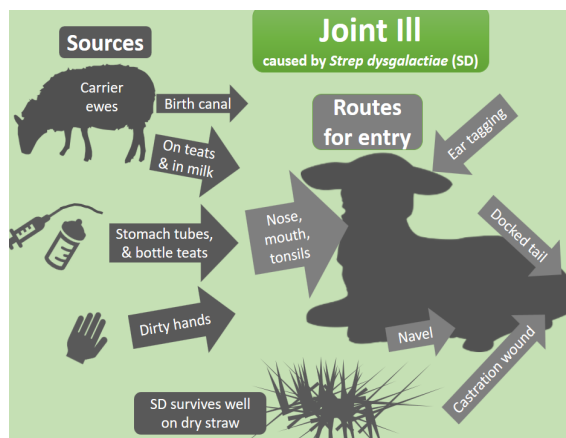 Joint Ill
caused by Strep dysgalactiae (SD)
Sources
Carrier
ewes
Birth canal
On teats
& in milk
Stomach tubes,
& bottle teats
Dirty hands
SD survives well
on dry straw
Routes
for entry
Ear tagging
Nose,
mouth,
tonsils
Docked tail
Navel
Castration wound